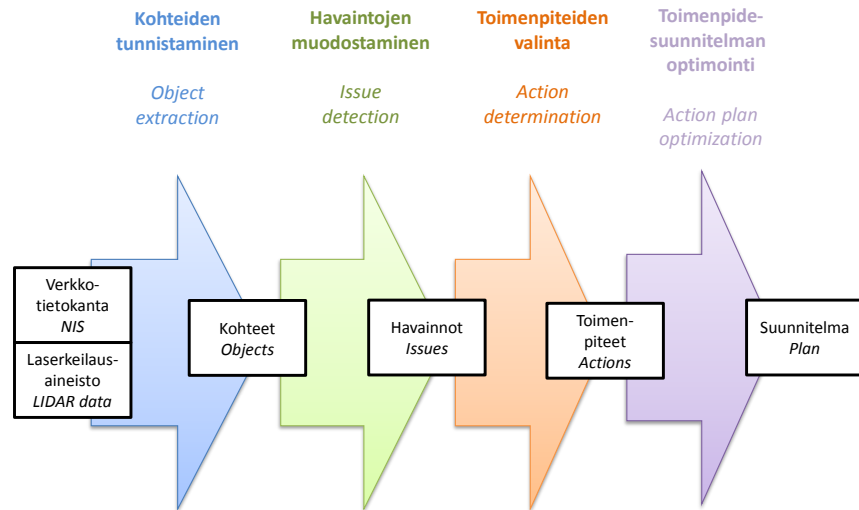 Kohteiden
tunnistaminen
Object
extraction
Havaintojen
muodostaminen
Issue
detection
Toimenpiteiden
valinta
Action
determination
Toimenpide-
suunnitelman
optimointi
Action plan
optimization
Verkko-
tietokanta
NIS
Laserkeilaus-
aineisto
LIDAR data
Kohteet
Objects
Havainnot
Issues
Toimen-
piteet
Actions
Suunnitelma
Plan